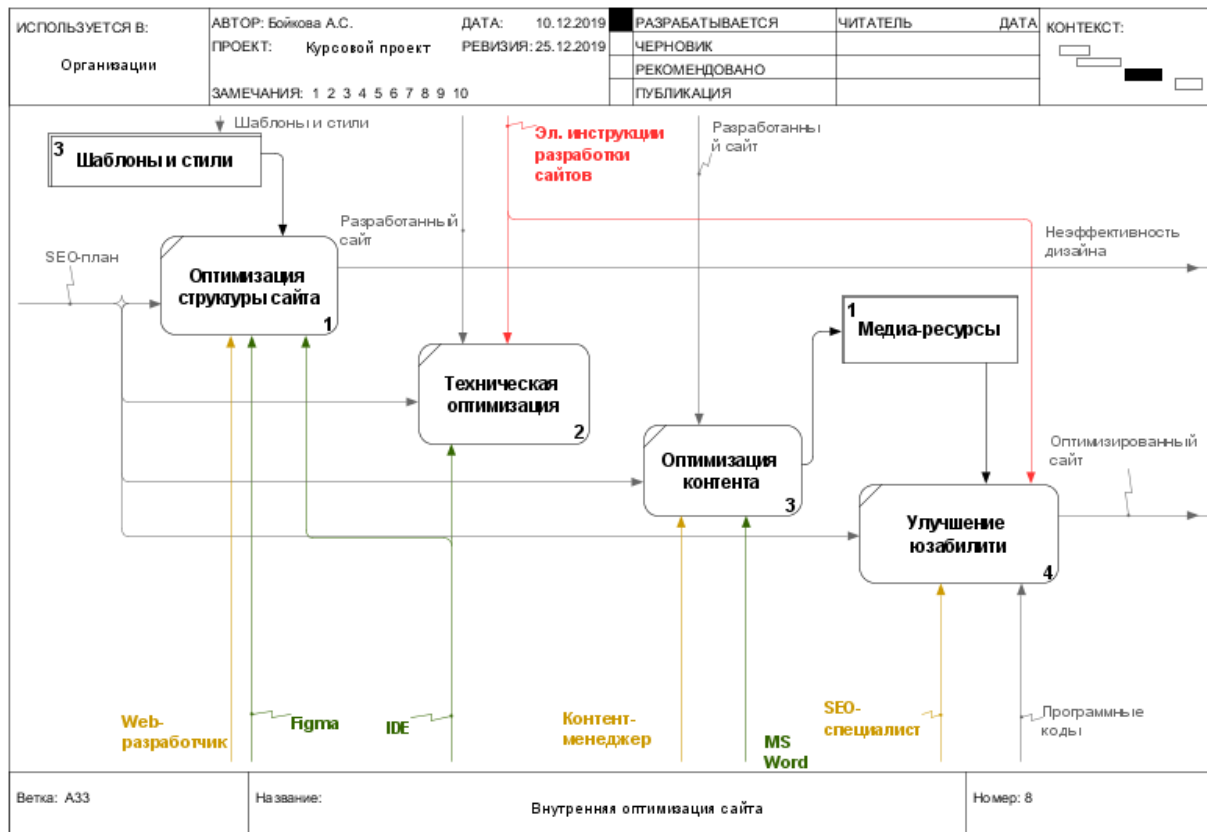 ИСПОЛЬЗУЕТСЯ В:
Организации
АВТОР: Бойкова А.С.
ДАТА: 10.12.2019
ПРОЕКТ: Курсовой проект
РЕВИЗИЯ: 25.12.2019
ЗАМЕЧАНИЯ: 1 2 3 4 5 6 7 8 9 10
РАЗРАБАТЫВАЕТСЯ
ЧЕРНОВИК
РЕКОМЕНДОВАНО
ПУБЛИКАЦИЯ
ЧИТАТЕЛЬ
ДАТА
КОНТЕКСТ:
Шаблоны и стили
3
Шаблоны и стили
Эл. инструкции
разработки
сайтов
Разработанны
й сайт
Разработанный
сайт
SEO-план
Оптимизация
структуры сайта
1
Неэффективность
дизайна
1
Медиа-ресурсы
Техническая
оптимизация
2
Оптимизация
контента
3
Оптимизированный
сайт
Улучшение
юзабилити
4
Web-
разработчик
Figma
IDE
Контент-
менеджер
MS
Word
SEO-
специалист
Программные
коды
Ветка: A33
Название:
Внутренняя оптимизация сайта
Номер: 8